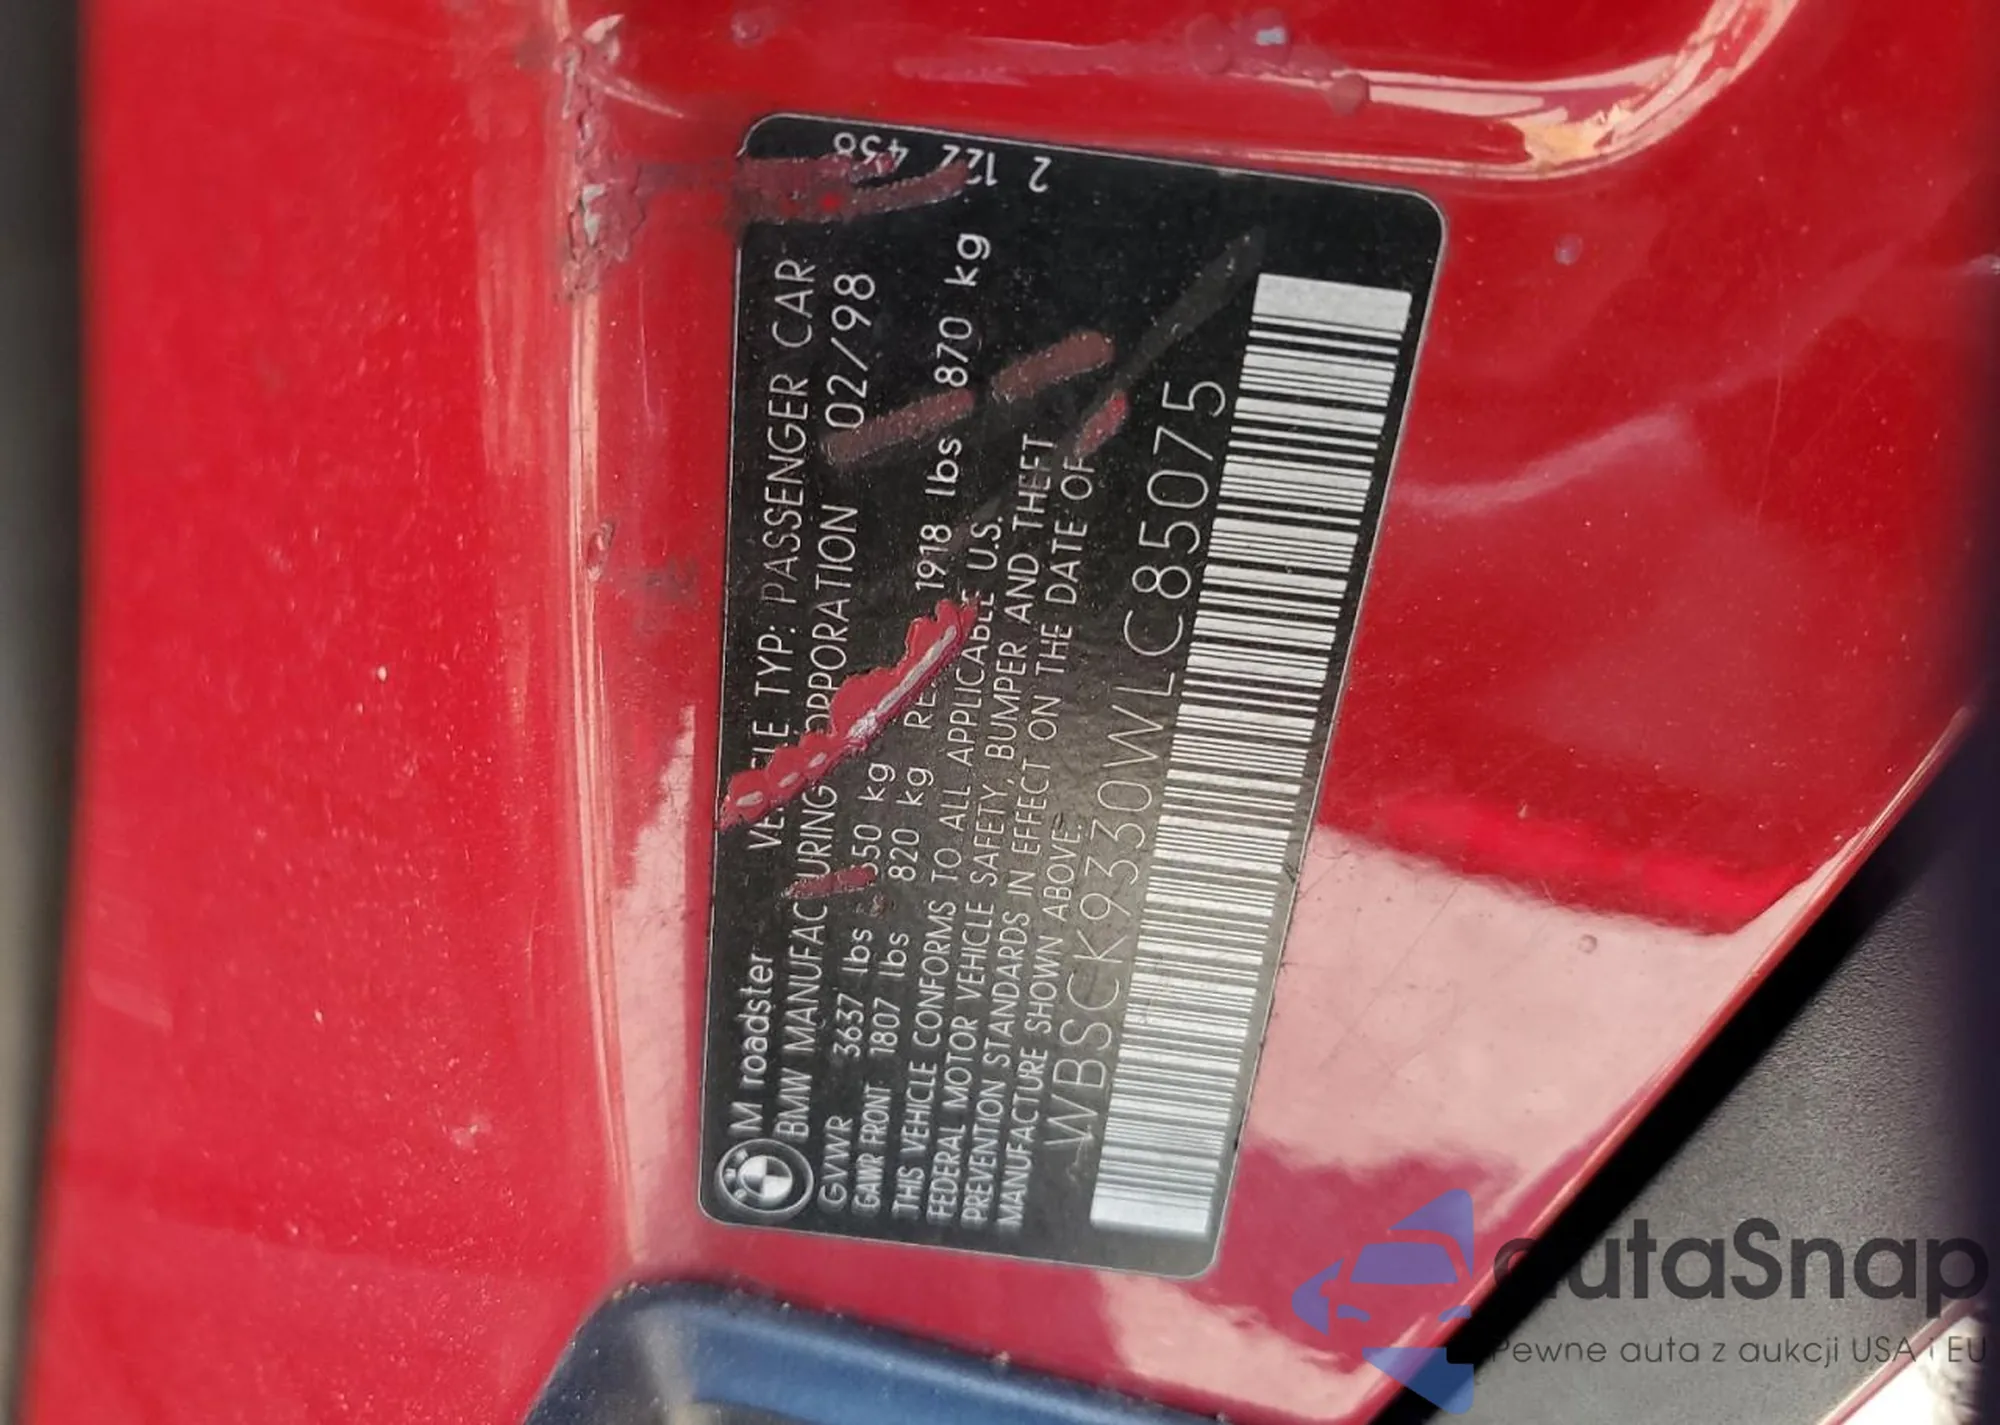 M roadster VEHICLE TYP: PASSENGER CAR
BMW MANUFACTURING CORPORATION 02/98
GVWR 3637 lbs 50 kg
GAWR FRONT 1807 lbs 820 kg 1918 lbs 870 kg
THIS VEHICLE CONFORMS TO ALL APPLICABLE U.S.
FEDERAL MOTOR VEHICLE SAFETY, BUMPER AND THEFT
PREVENTION STANDARDS IN EFFECT ON THE DATE OF
MANUFACTURE SHOWN ABOVE:
WBSCK9330WLC85075
2 122 438
autaSnap
Pewne auta z aukcji USA i EU